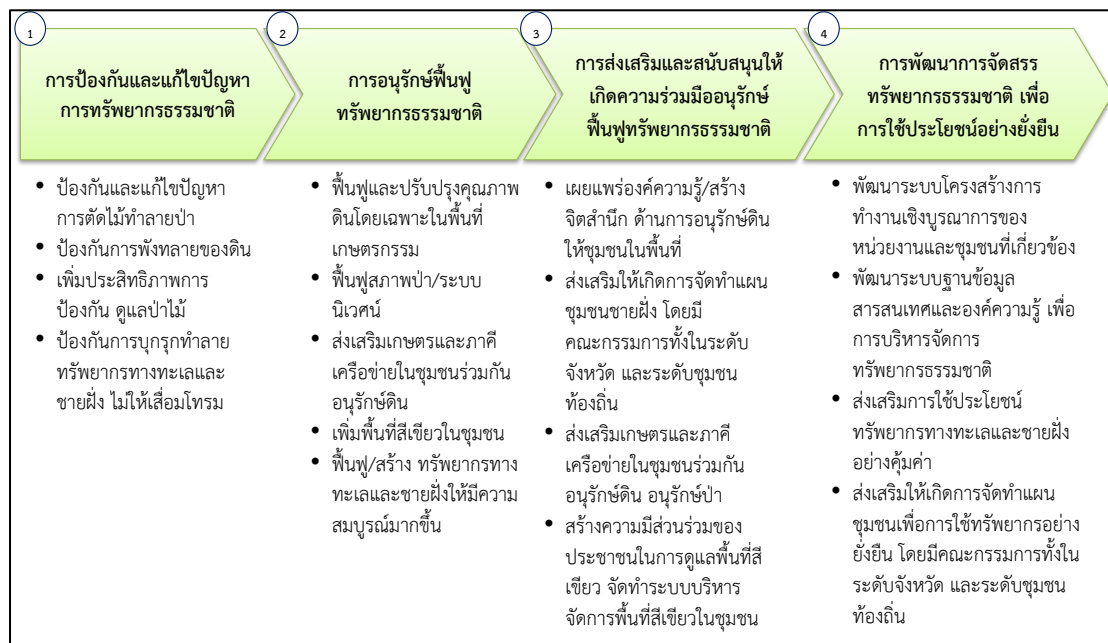 1
การป้องกันและแก้ไขปัญหา
การทรัพยากรธรรมชาติ
• ป้องกันและแก้ไขปัญหา
การตัดไม้ทำลายป่า
• ป้องกันการพังทลายของดิน
• เพิ่มประสิทธิภาพการ
ป้องกัน ดูแลป่าไม้
• ป้องกันการบุกรุกทำลาย
ทรัพยากรทางทะเลและ
ชายฝั่ง ไม่ให้เสื่อมโทรม
2
การอนุรักษ์ฟื้นฟู
ทรัพยากรธรรมชาติ
• ฟื้นฟูและปรับปรุงคุณภาพ
ดินโดยเฉพาะในพื้นที่
เกษตรกรรม
• ฟื้นฟูสภาพป่า/ระบบ
นิเวศน์
• ส่งเสริมเกษตรและภาคี
เครือข่ายในชุมชนร่วมกัน
อนุรักษ์ดิน
• เพิ่มพื้นที่สีเขียวในชุมชน
• ฟื้นฟู/สร้าง ทรัพยากรทาง
ทะเลและชายฝั่งให้มีความ
สมบูรณ์มากขึ้น
3
การส่งเสริมและสนับสนุนให้
เกิดความร่วมมืออนุรักษ์
ฟื้นฟูทรัพยากรธรรมชาติ
• เผยแพร่องค์ความรู้/สร้าง
จิตสำนึก ด้านการอนุรักษ์ดิน
ให้ชุมชนในพื้นที่
• ส่งเสริมให้เกิดการจัดทำแผน
ชุมชนชายฝั่ง โดยมี
คณะกรรมการทั้งในระดับ
จังหวัด และระดับชุมชน
ท้องถิ่น
• ส่งเสริมเกษตรและภาคี
เครือข่ายในชุมชนร่วมกัน
อนุรักษ์ดิน อนุรักษ์ป่า
• สร้างความมีส่วนร่วมของ
ประชาชนในการดูแลพื้นที่สี
เขียว จัดทำระบบบริหาร
จัดการพื้นที่สีเขียวในชุมชน
4
การพัฒนาการจัดสรร
ทรัพยากรธรรมชาติ เพื่อ
การใช้ประโยชน์อย่างยั่งยืน
• พัฒนาระบบโครงสร้างการ
ทำงานเชิงบูรณาการของ
หน่วยงานและชุมชนที่เกี่ยวข้อง
• พัฒนาระบบฐานข้อมูล
สารสนเทศและองค์ความรู้ เพื่อ
การบริหารจัดการ
ทรัพยากรธรรมชาติ
• ส่งเสริมการใช้ประโยชน์
ทรัพยากรทางทะเลและชายฝั่ง
อย่างคุ้มค่า
• ส่งเสริมให้เกิดการจัดทำแผน
ชุมชนเพื่อการใช้ทรัพยากรอย่าง
ยั่งยืน โดยมีคณะกรรมการทั้งใน
ระดับจังหวัด และระดับชุมชน
ท้องถิ่น